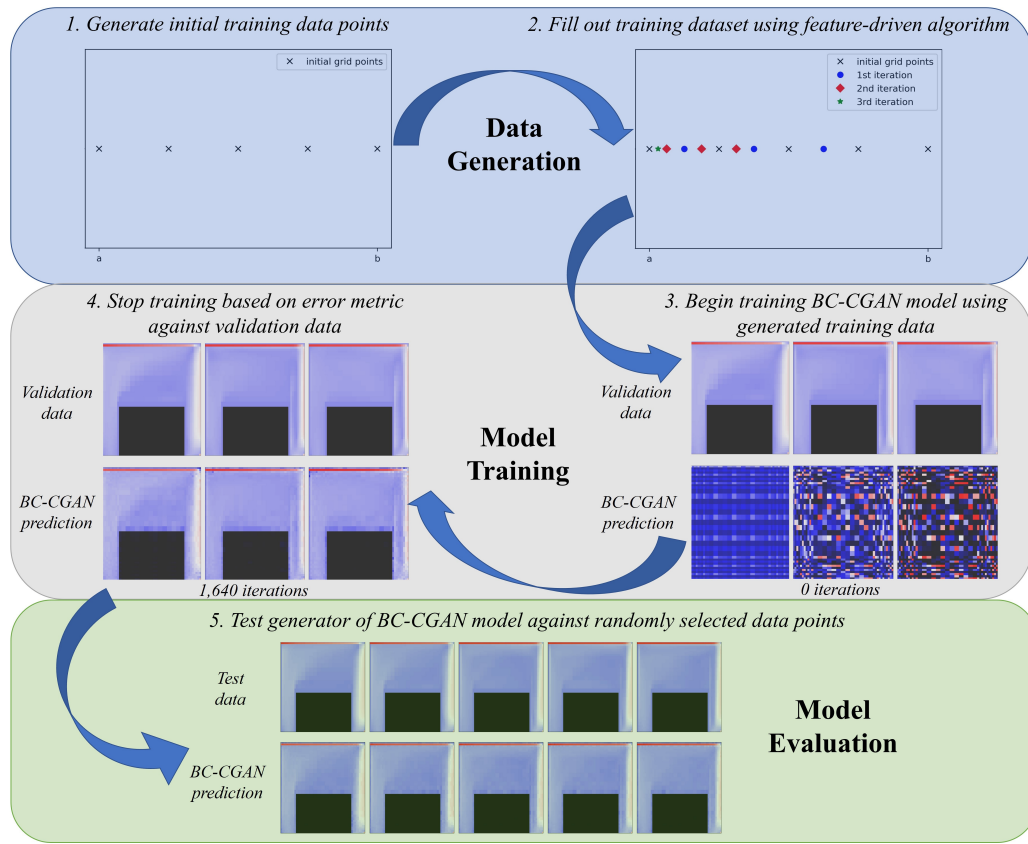 1. Generate initial training data points
initial grid points
a
b
Data
Generation
2. Fill out training dataset using feature-driven algorithm
initial grid points
1st iteration
2nd iteration
3rd iteration
a
b
3. Begin training BC-CGAN model using
generated training data
Validation
data
BC-CGAN
prediction
0 iterations
Model
Training
4. Stop training based on error metric
against validation data
Validation
data
BC-CGAN
prediction
1,640 iterations
5. Test generator of BC-CGAN model against randomly selected data points
Test
data
BC-CGAN
prediction
Model
Evaluation